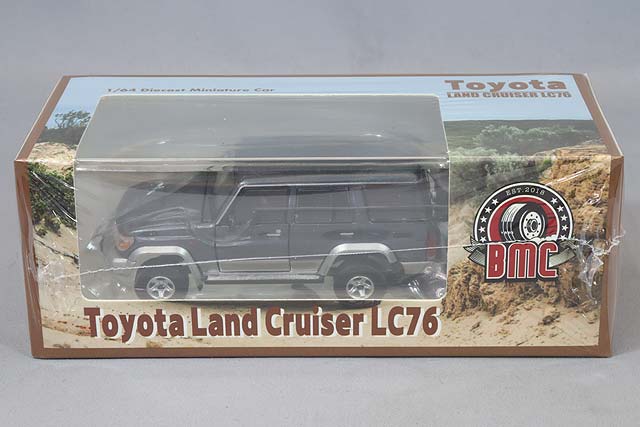 1/64 Diecast Miniature Car
Toyota
LAND CRUISER LC76
EST.2018
BMC
Toyota Land Cruiser LC76